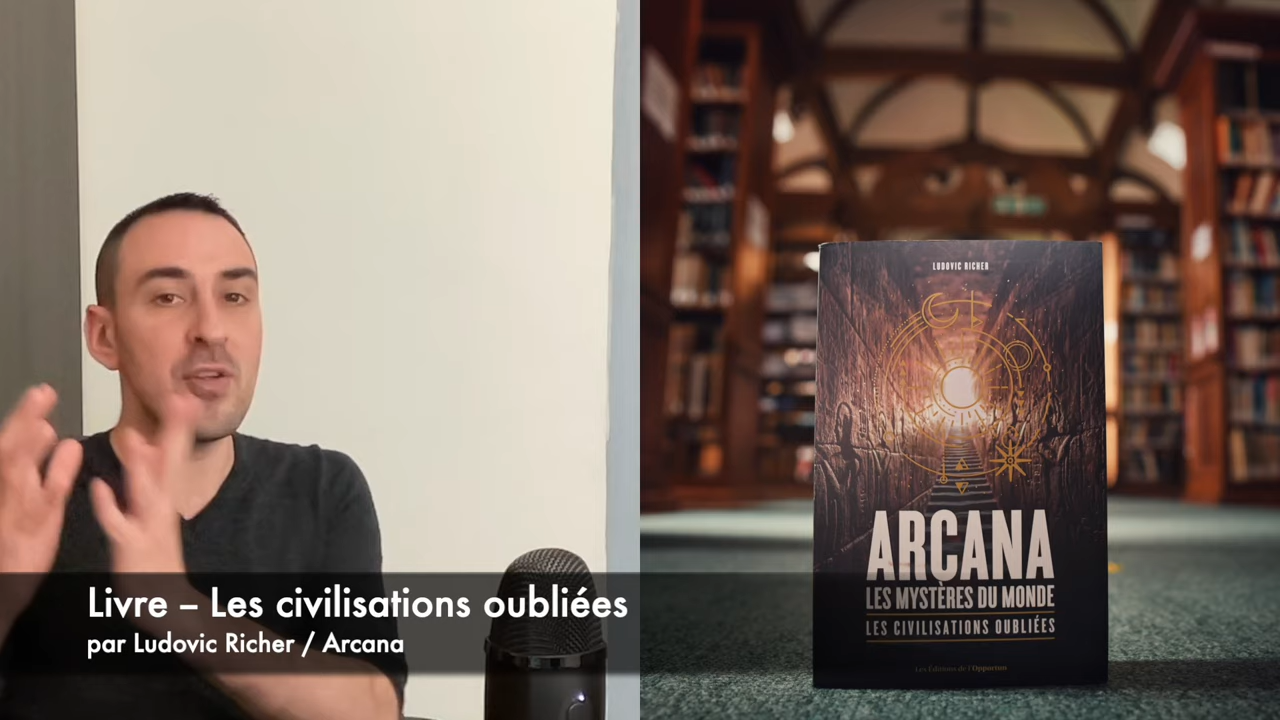 Livre – Les civilisations oubliées
par Ludovic Richer / Arcana
LUDOVIC RICHER
ARCANA
LES MYSTÈRES DU MONDE
LES CIVILISATIONS OUBLIÉES
Les Éditions de l'Opportun